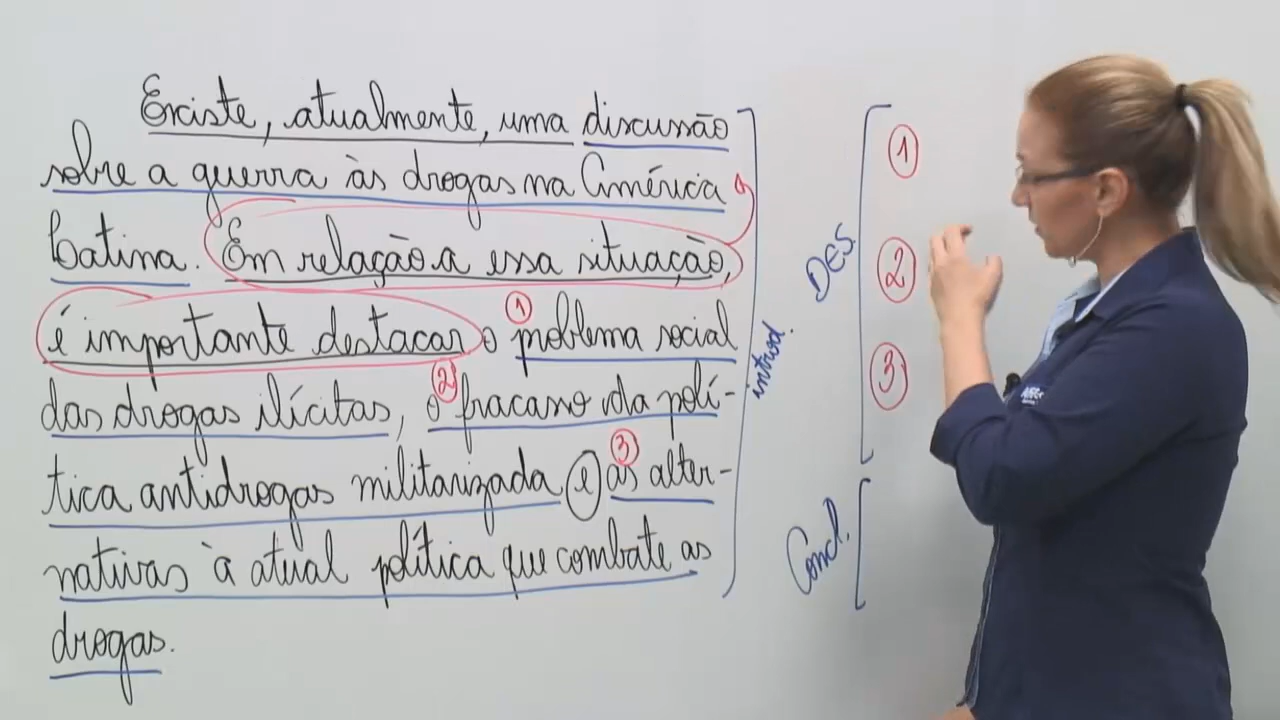 Existe, atualmente, uma discussão
sobre a guerra às drogas na América
Latina. Em relação a essa situação,
é importante destacar o problema social
das drogas ilícitas, o fracasso da polí-
tica antidrogas militarizada e as alter-
nativas à atual política que combate as
drogas.
1
2
3
introd.
DES.
1
2
3
Concl.